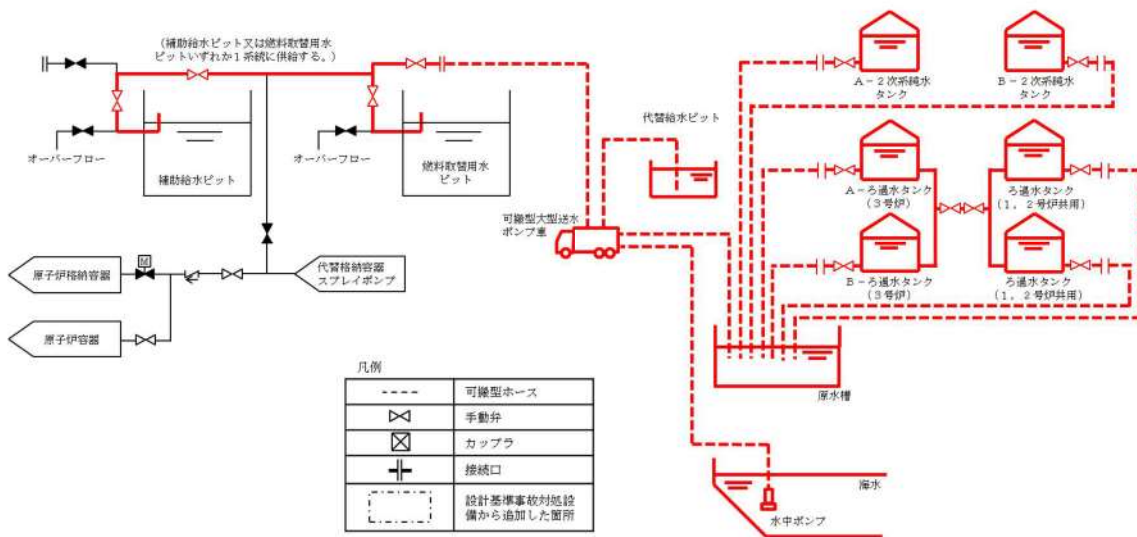 (補助給水ピット又は燃料取替用水
ピットいずれか1系統に供給する。)
オーバーフロー
補助給水ピット
オーバーフロー
燃料取替用水
ピット
代替給水ピット
可搬型大型送水
ポンプ車
A-2次系純水
タンク
B-2次系純水
タンク
A-ろ過水タンク
(3号炉)
ろ過水タンク
(1,2号炉共用)
B-ろ過水タンク
(3号炉)
ろ過水タンク
(1,2号炉共用)
M
原子炉格納容器
代替格納容器
スプレイポンプ
原子炉容器
原水槽
海水
水中ポンプ
凡例
可搬型ホース
手動弁
カップラ
接続口
設計基準事故対処設
備から追加した箇所